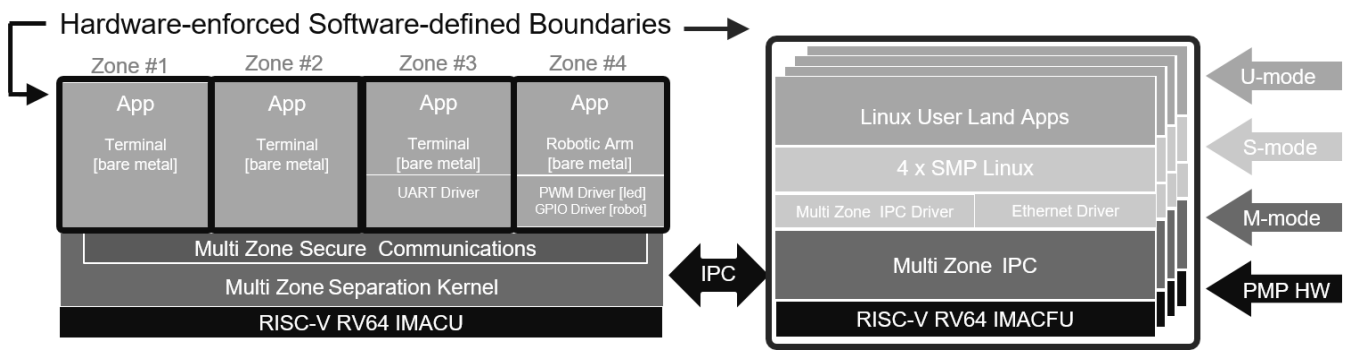 Hardware-enforced Software-defined Boundaries
Zone #1
Zone #2
Zone #3
Zone #4
App
Terminal
[bare metal]
App
Terminal
[bare metal]
App
Terminal
[bare metal]
UART Driver
App
Robotic Arm
[bare metal]
PWM Driver [led]
GPIO Driver [robot]
Multi Zone Secure Communications
Multi Zone Separation Kernel
RISC-V RV64 IMACU
IPC
Linux User Land Apps
4 x SMP Linux
Multi Zone IPC Driver
Ethernet Driver
Multi Zone IPC
RISC-V RV64 IMACFU
U-mode
S-mode
M-mode
PMP HW